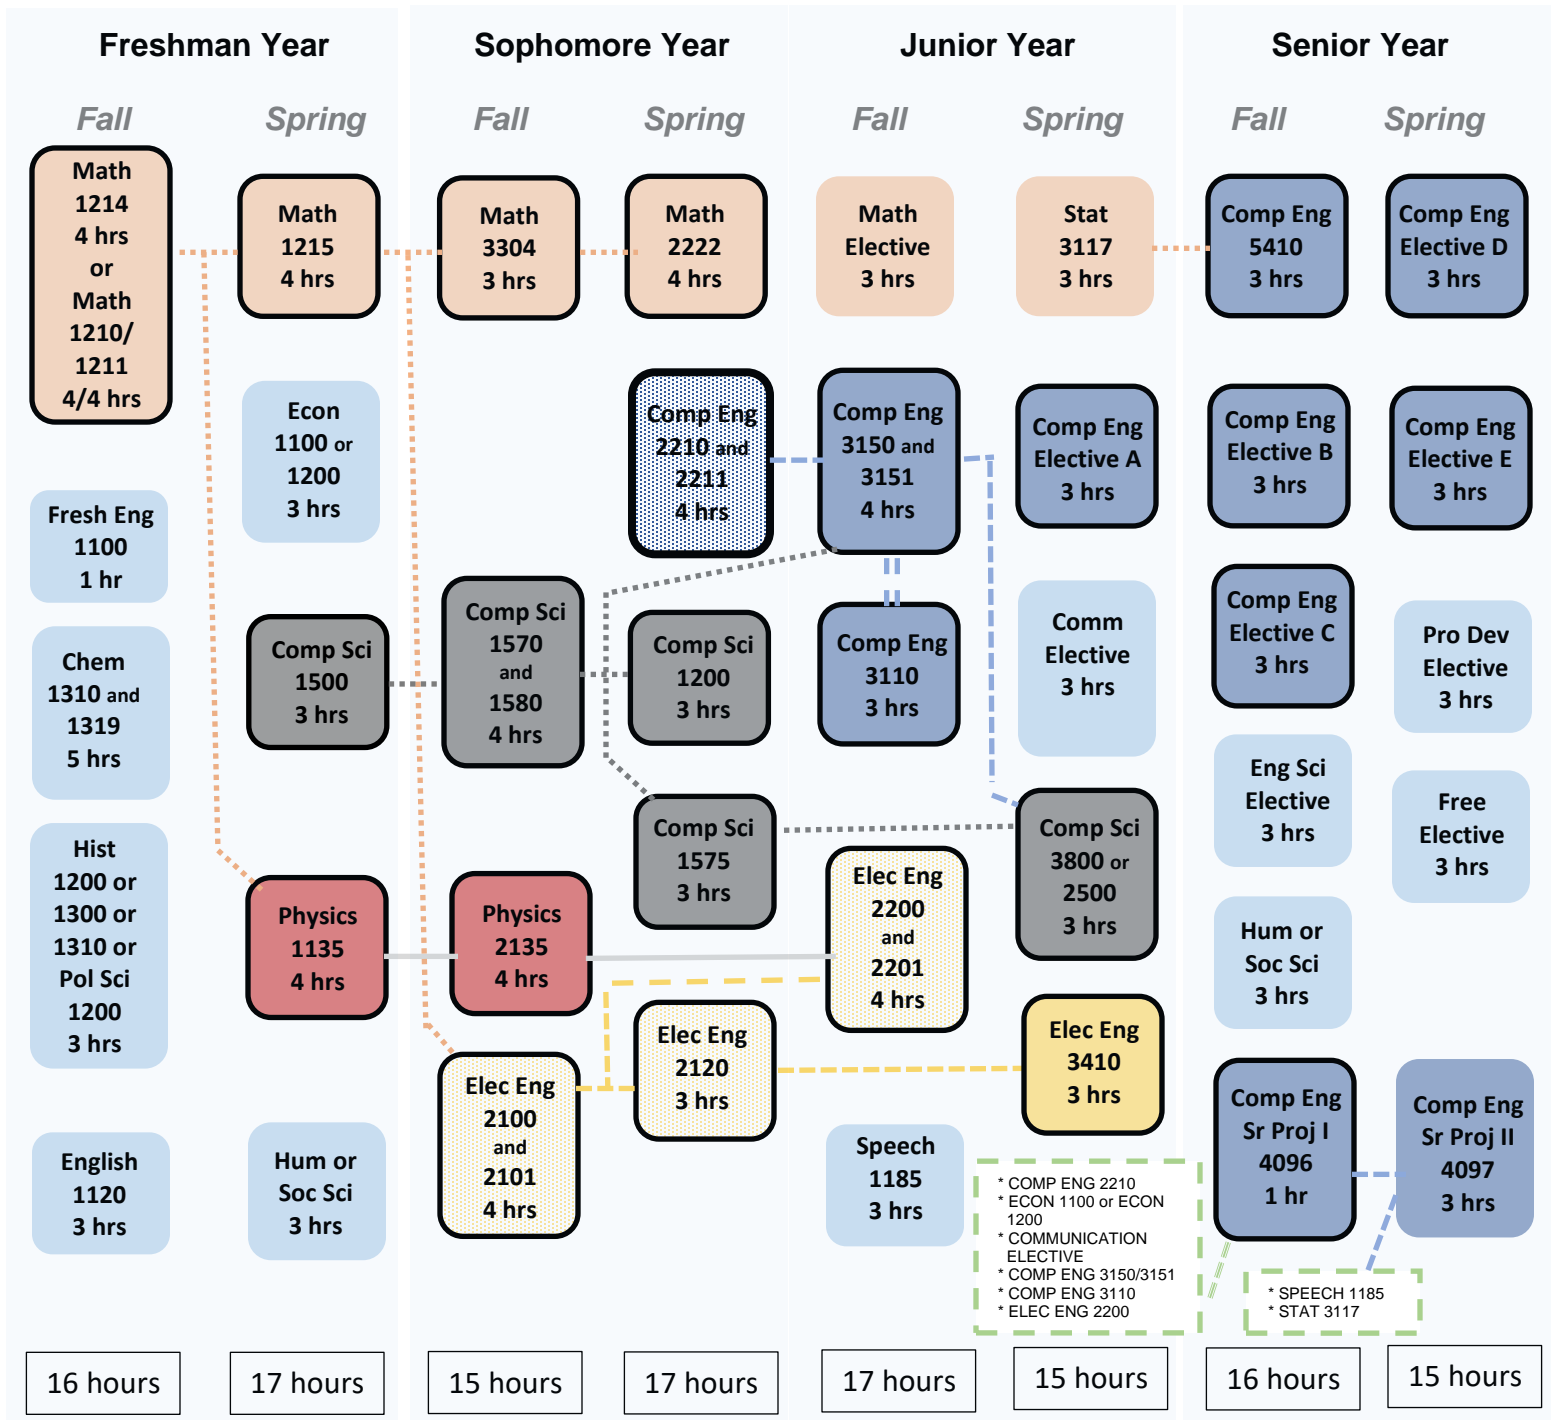 Freshman Year
Sophomore Year
Junior Year
Senior Year
Fall
Spring
Fall
Spring
Fall
Spring
Fall
Spring
Math
1214
4 hrs
or
Math
1210/
1211
4/4 hrs
Fresh Eng
1100
1 hr
Chem
1310 and
1319
5 hrs
Hist
1200 or
1300 or
1310 or
Pol Sci
1200
3 hrs
English
1120
3 hrs
16 hours
Math
1215
4 hrs
Econ
1100 or
1200
3 hrs
Comp Sci
1500
3 hrs
Physics
1135
4 hrs
Hum or
Soc Sci
3 hrs
17 hours
Math
3304
3 hrs
Comp Sci
1570
and
1580
4 hrs
Physics
2135
4 hrs
Elec Eng
2100
and
2101
4 hrs
15 hours
Math
2222
4 hrs
Comp Eng
2210 and
2211
4 hrs
Comp Sci
1200
3 hrs
Comp Sci
1575
3 hrs
Elec Eng
2120
3 hrs
17 hours
Math
Elective
3 hrs
Comp Eng
3150 and
3151
4 hrs
Comp Eng
3110
3 hrs
Elec Eng
2200
and
2201
4 hrs
Speech
1185
3 hrs
17 hours
Stat
3117
3 hrs
Comp Eng
Elective A
3 hrs
Comm
Elective
3 hrs
Comp Sci
3800 or
2500
3 hrs
Elec Eng
3410
3 hrs
* COMP ENG 2210
* ECON 1100 or ECON
1200
* COMMUNICATION
ELECTIVE
* COMP ENG 3150/3151
* COMP ENG 3110
* ELEC ENG 2200
15 hours
Comp Eng
5410
3 hrs
Comp Eng
Elective B
3 hrs
Comp Eng
Elective C
3 hrs
Eng Sci
Elective
3 hrs
Hum or
Soc Sci
3 hrs
Comp Eng
Sr Proj I
4096
1 hr
16 hours
Comp Eng
Elective D
3 hrs
Comp Eng
Elective E
3 hrs
Pro Dev
Elective
3 hrs
Free
Elective
3 hrs
Comp Eng
Sr Proj II
4097
3 hrs
* SPEECH 1185
* STAT 3117
15 hours